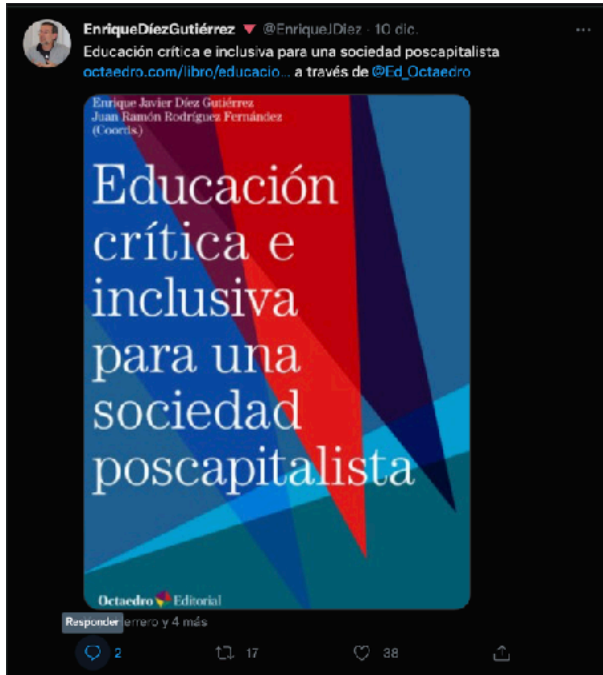 EnriqueDíezGutiérrez 🔻 @EnriqueJDiez · 10 dic.
Educación crítica e inclusiva para una sociedad poscapitalista
octaedro.com/libro/educacio... a través de @Ed_Octaedro
Enrique Javier Díez Gutiérrez
Juan Ramón Rodríguez Fernández
(Coords.)
Educación
crítica e
inclusiva
para una
sociedad
poscapitalista
Octaedro Editorial
Responder errero y 4 más
2 17 38